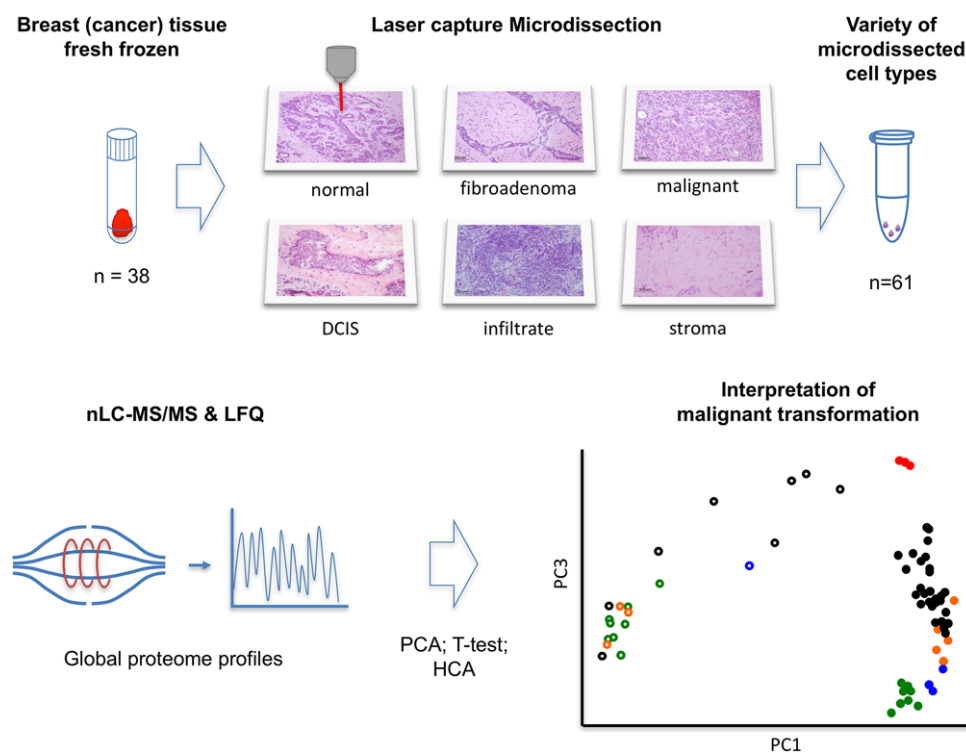 Breast (cancer) tissue
fresh frozen
Laser capture Microdissection
Variety of
microdissected
cell types
normal
fibroadenoma
malignant
n = 38
DCIS
infiltrate
stroma
n=61
nLC-MS/MS & LFQ
Interpretation of
malignant transformation
Global proteome profiles
PCA; T-test;
HCA
PC3
PC1